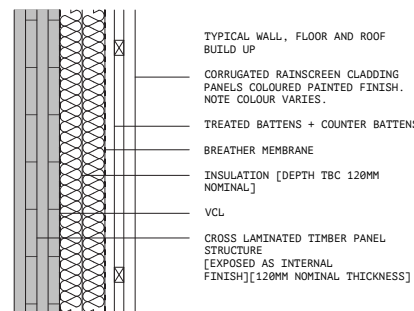 TYPICAL WALL, FLOOR AND ROOF
BUILD UP
CORRUGATED RAINSCREEN CLADDING
PANELS COLOURED PAINTED FINISH.
NOTE COLOUR VARIES.
TREATED BATTENS + COUNTER BATTENS
BREATHER MEMBRANE
INSULATION [DEPTH TBC 120MM
NOMINAL]
VCL
CROSS LAMINATED TIMBER PANEL
STRUCTURE
[EXPOSED AS INTERNAL
FINISH][120MM NOMINAL THICKNESS]